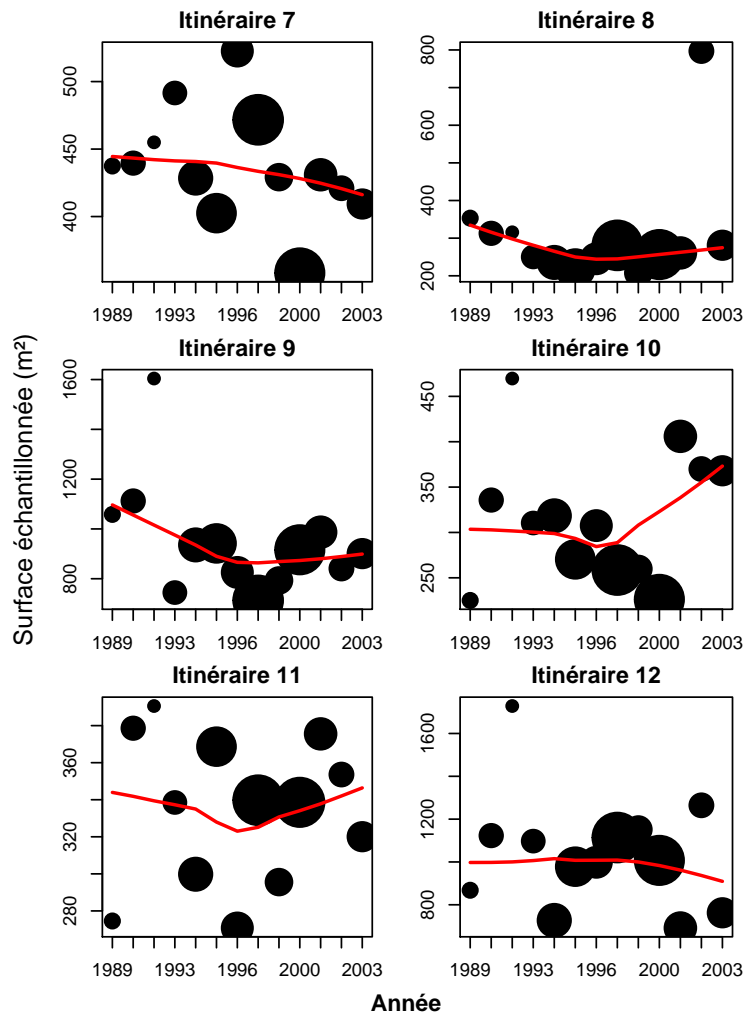 Itinéraire 7
Itinéraire 8
500
450
400
800
600
400
200
1989 1993 1996 2000 2003
1989 1993 1996 2000 2003
Itinéraire 9
Itinéraire 10
1600
1200
800
450
350
250
1989 1993 1996 2000 2003
1989 1993 1996 2000 2003
Itinéraire 11
Itinéraire 12
360
320
280
1600
1200
800
1989 1993 1996 2000 2003
1989 1993 1996 2000 2003
Surface échantillonnée (m²)
Année